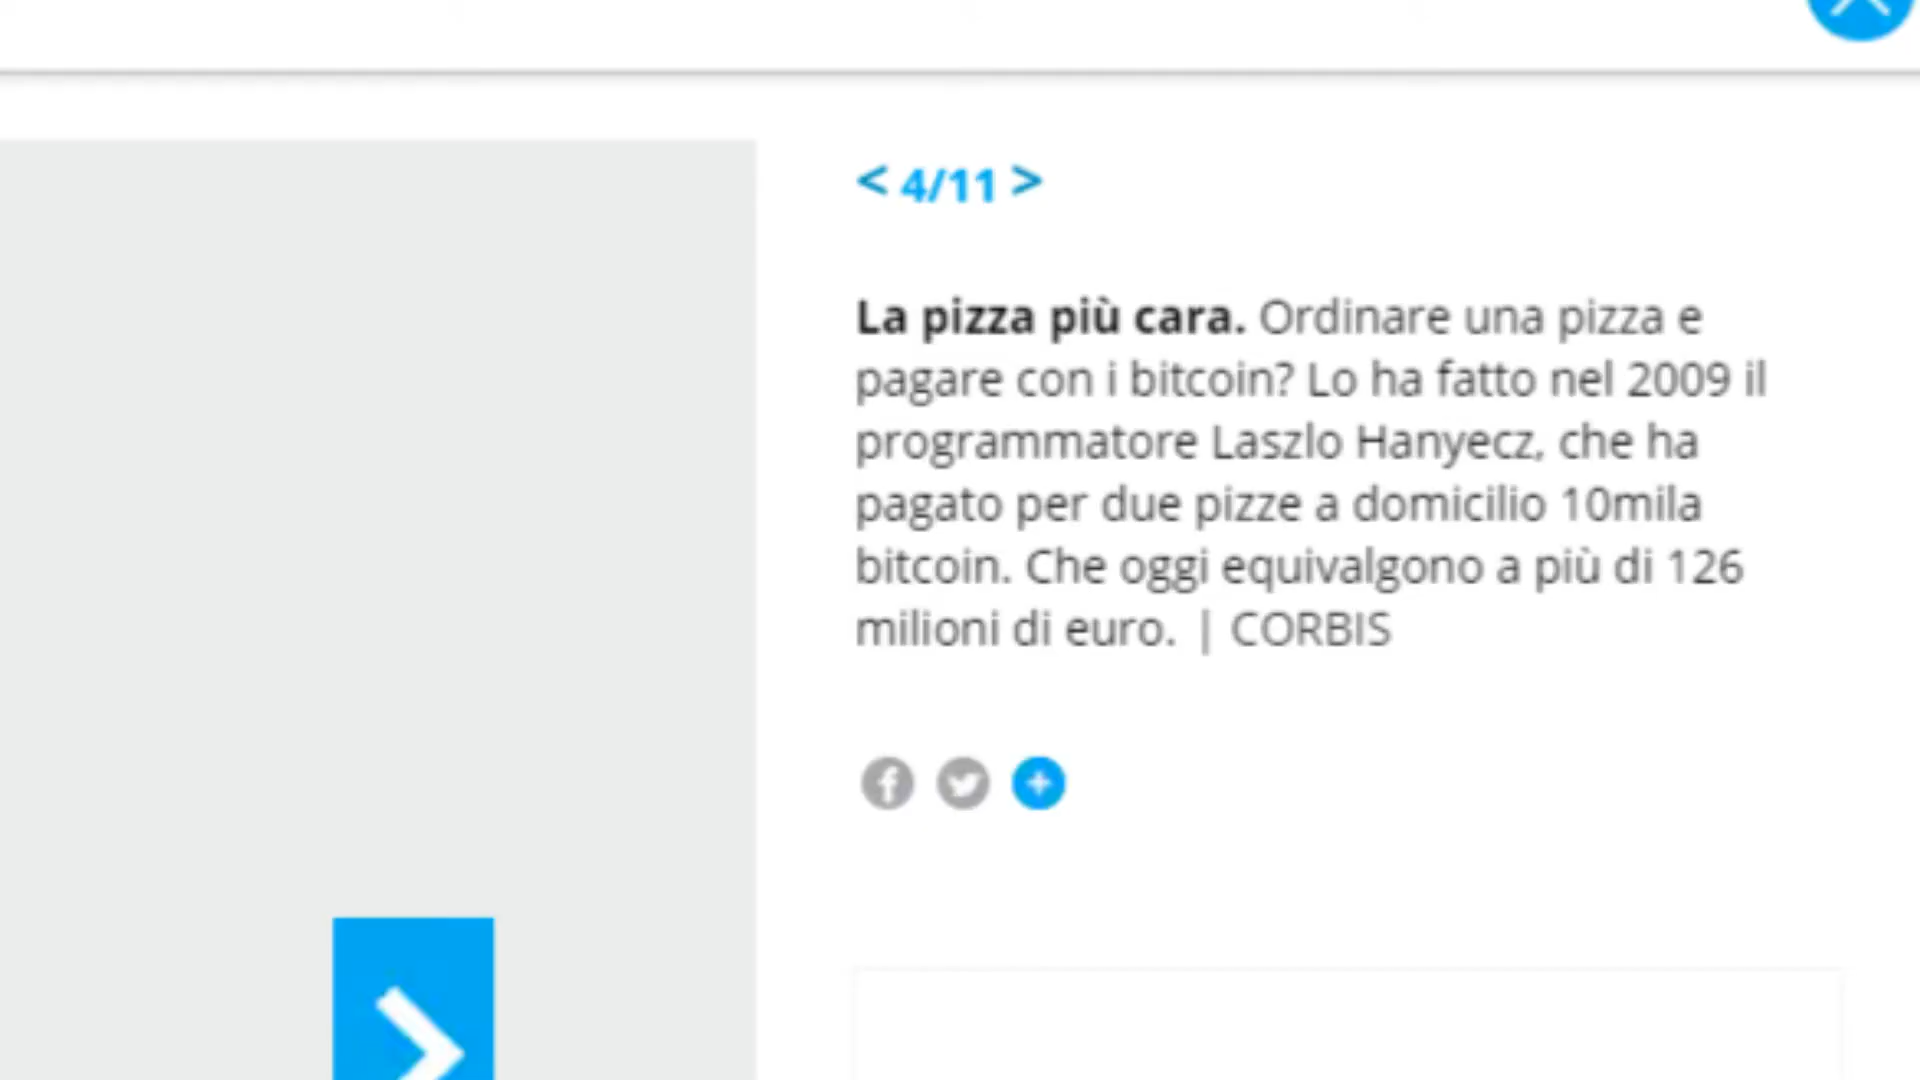 < 4/11 >
La pizza più cara. Ordinare una pizza e
pagare con i bitcoin? Lo ha fatto nel 2009 il
programmatore Laszlo Hanyecz, che ha
pagato per due pizze a domicilio 10mila
bitcoin. Che oggi equivalgono a più di 126
milioni di euro. | CORBIS